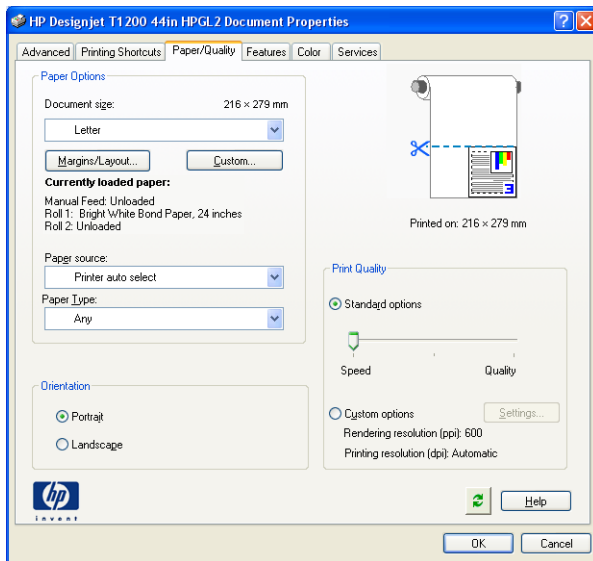 HP Designjet T1200 44in HPGL2 Document Properties
Advanced Printing Shortcuts Paper/Quality Features Color Services
Paper Options
Document size: 216 × 279 mm
Letter
Margins/Layout... Custom...
Currently loaded paper:
Manual Feed: Unloaded
Roll 1: Bright White Bond Paper, 24 inches
Roll 2: Unloaded
Paper source:
Printer auto select
Paper Type:
Any
Orientation
Portrait
Landscape
3
Printed on: 216 × 279 mm
Print Quality
Standard options
Speed Quality
Custom options Settings...
Rendering resolution (ppi): 600
Printing resolution (dpi): Automatic
hp
invent
Help
OK Cancel